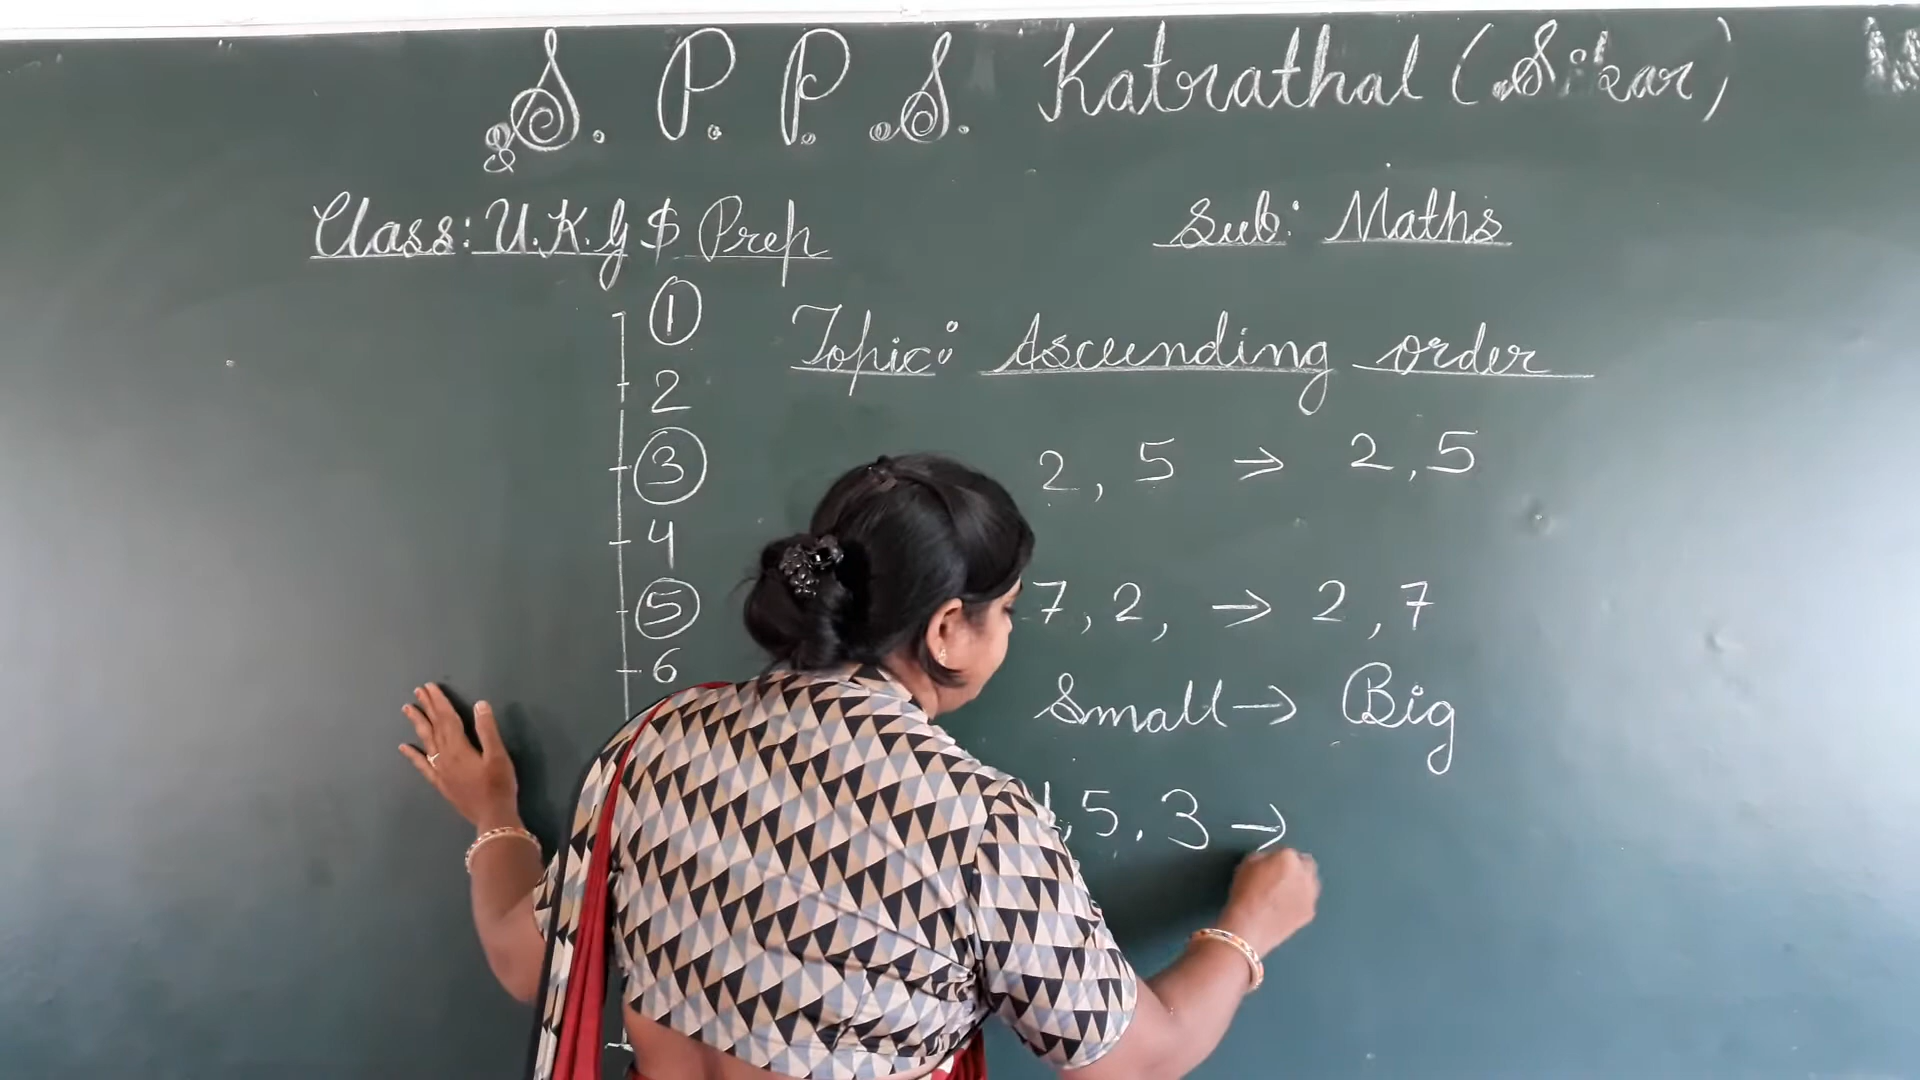 S. P. P. S. Katrathal (Sikar)
Class: U.K.G $ Prep
Sub: Maths
1
Topic: Ascending order
2
3
2, 5 → 2, 5
4
5
7, 2, → 2, 7
6
Small → Big
,5, 3 →